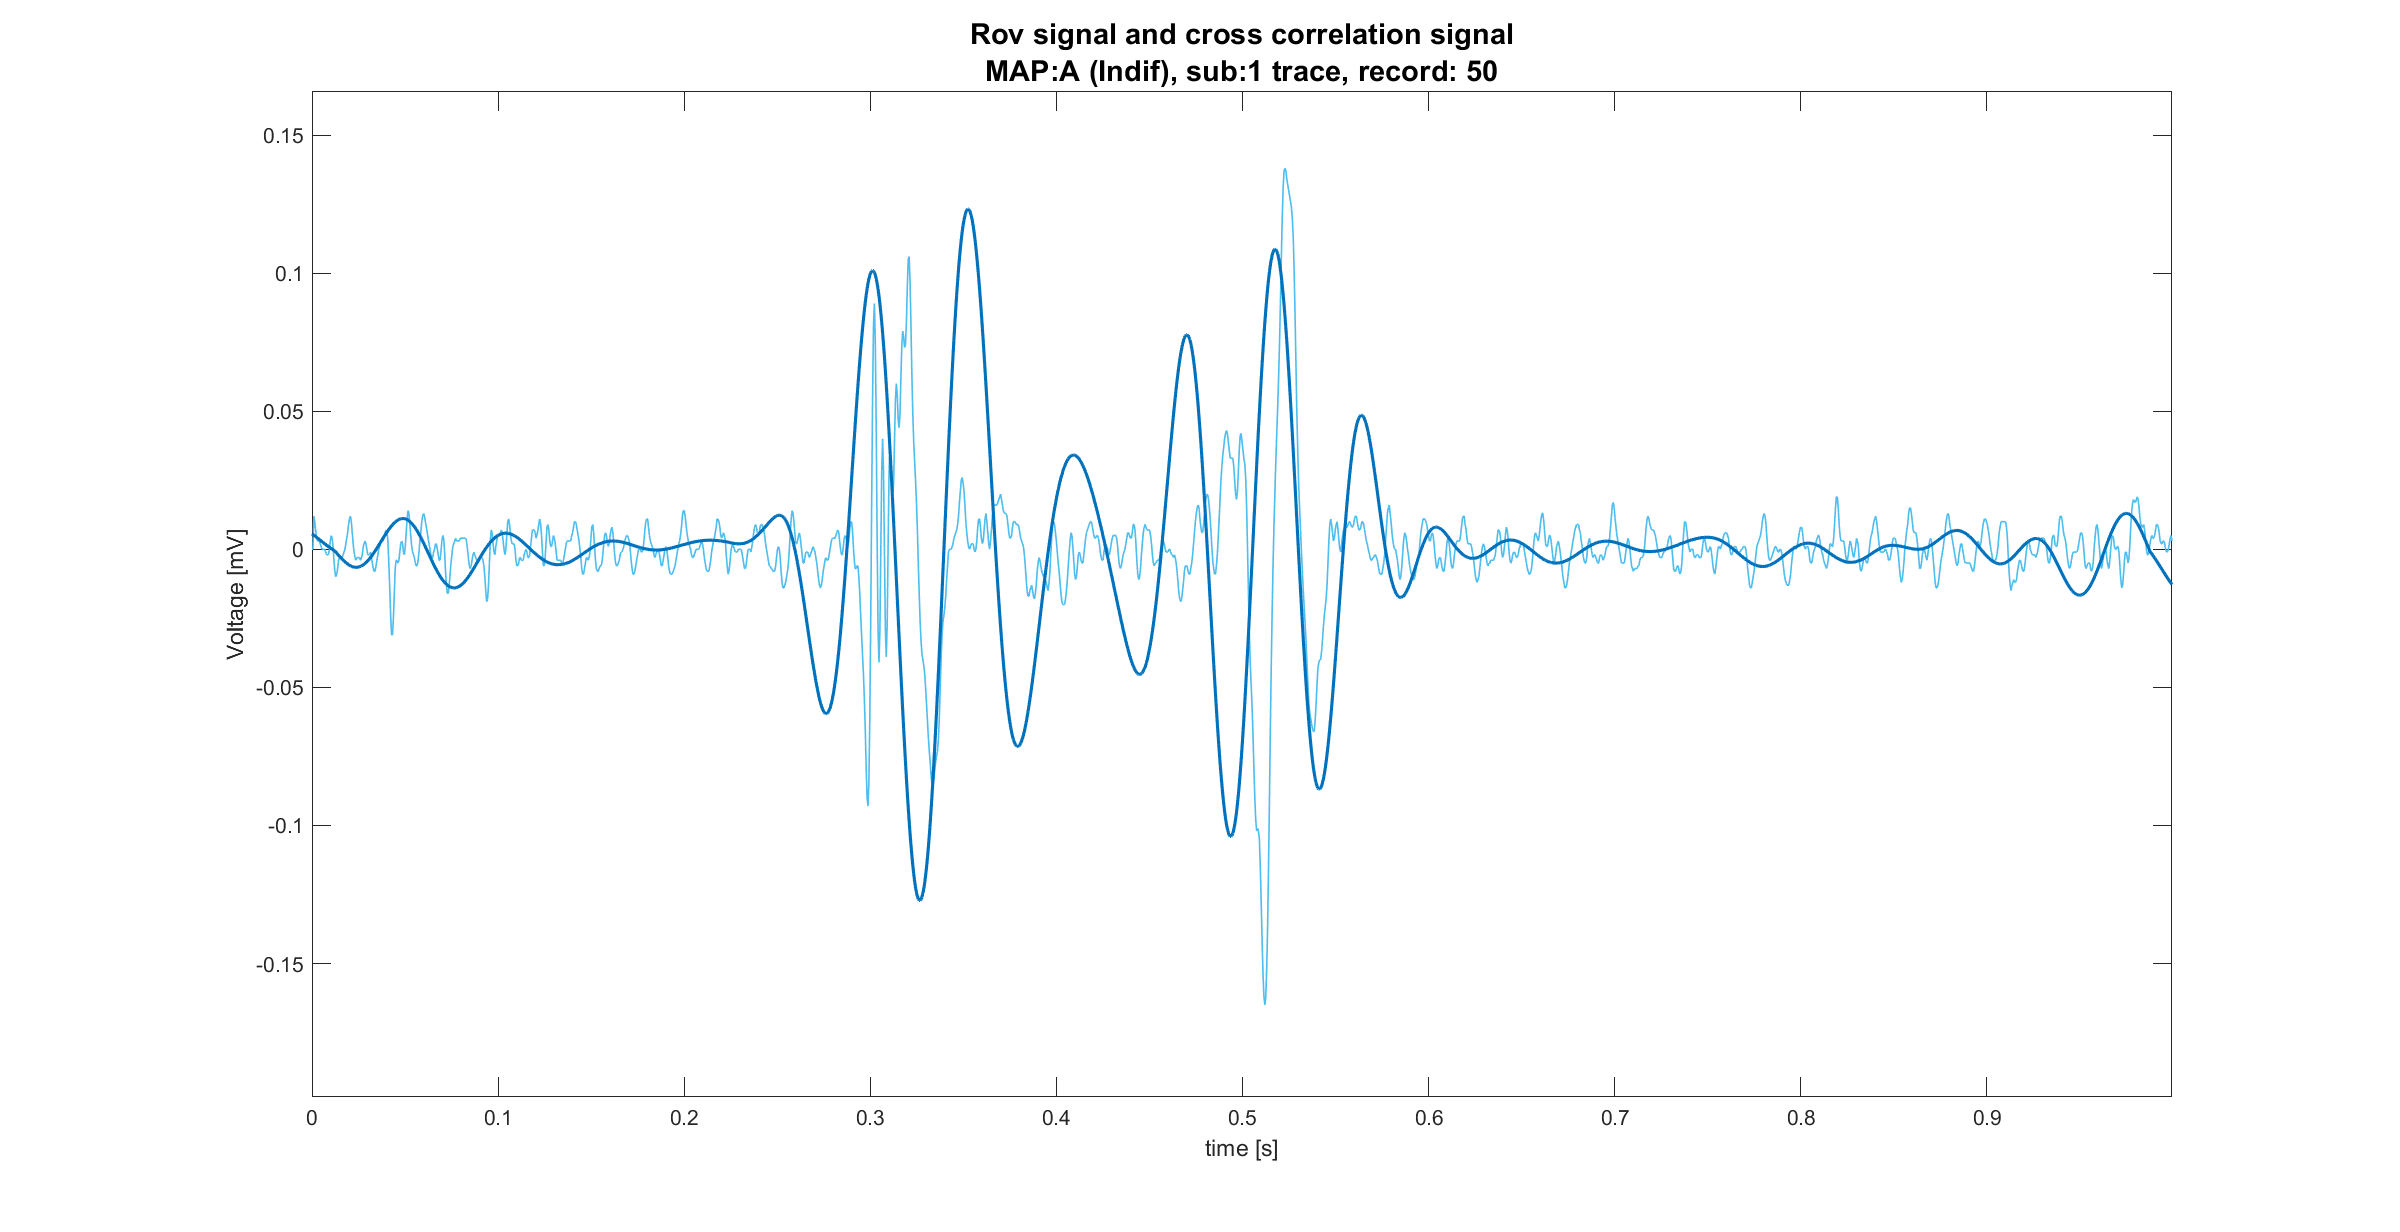 Rov signal and cross correlation signal
MAP:A (Indif), sub:1 trace, record: 50
0.15
0.1
0.05
0
-0.05
-0.1
-0.15
Voltage [mV]
0 0.1 0.2 0.3 0.4 0.5 0.6 0.7 0.8 0.9
time [s]